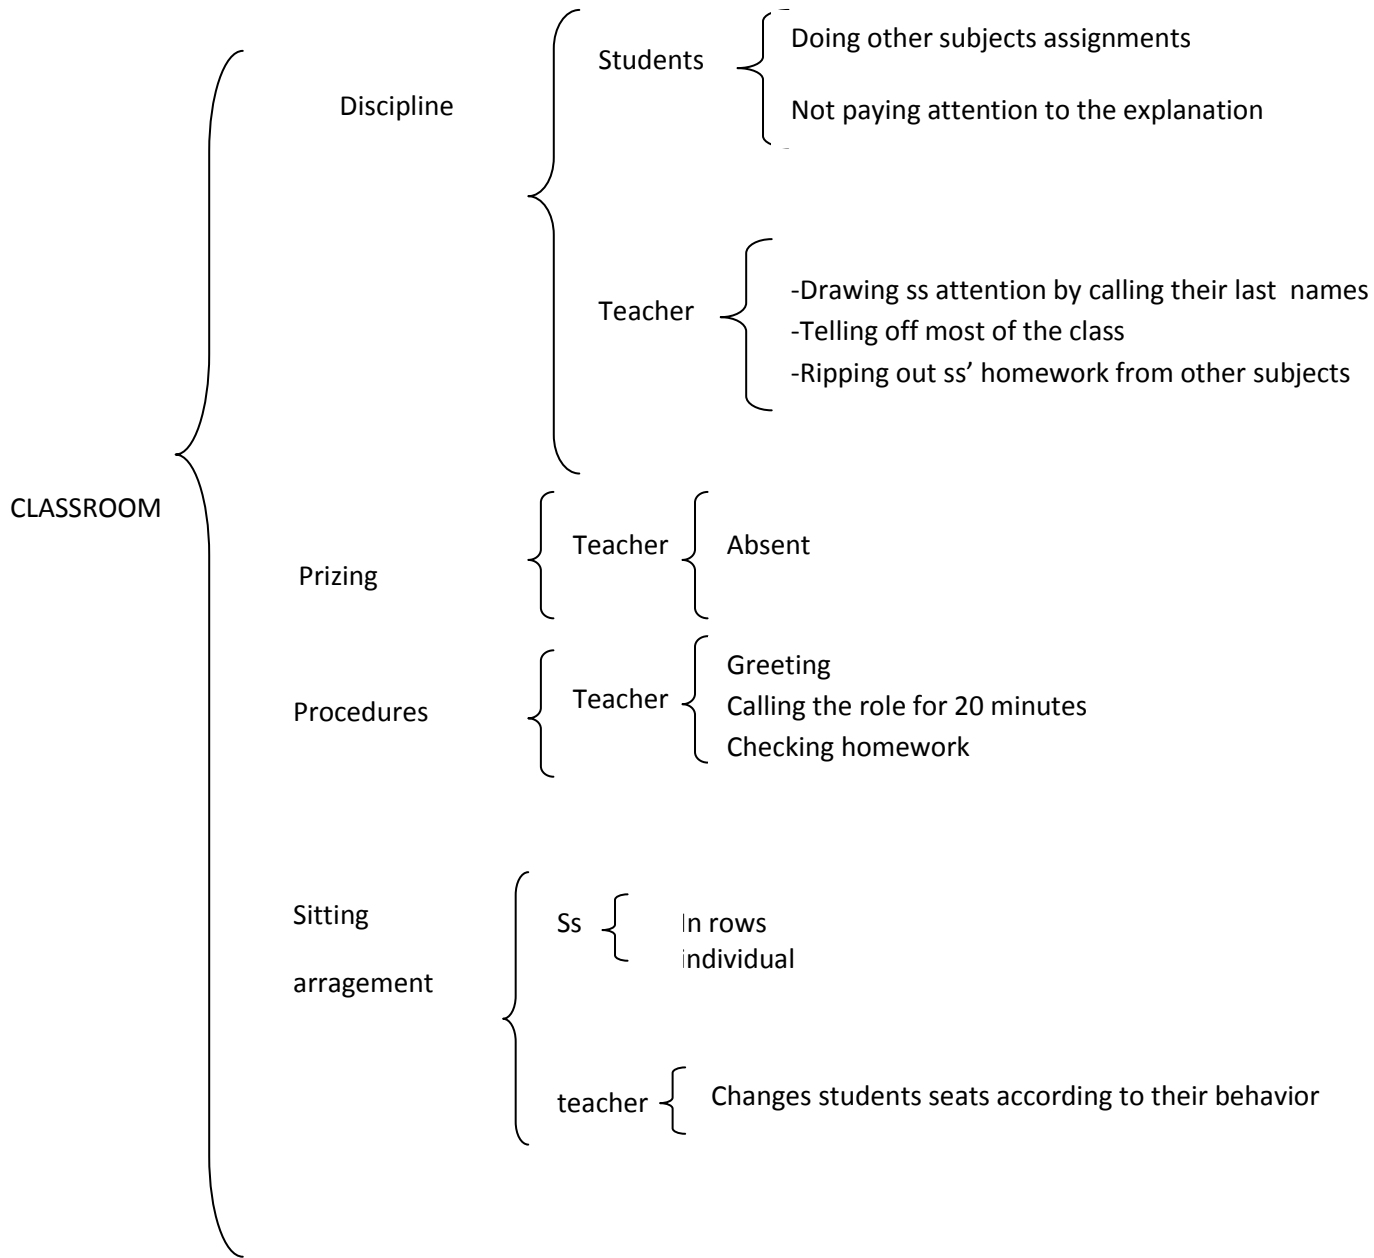 Students
Doing other subjects assignments
Discipline
Not paying attention to the explanation
Teacher
-Drawing ss attention by calling their last names
-Telling off most of the class
-Ripping out ss’ homework from other subjects
CLASSROOM
Prizing
Teacher
Absent
Procedures
Teacher
Greeting
Calling the role for 20 minutes
Checking homework
Sitting
arragement
Ss
In rows
individual
teacher
Changes students seats according to their behavior